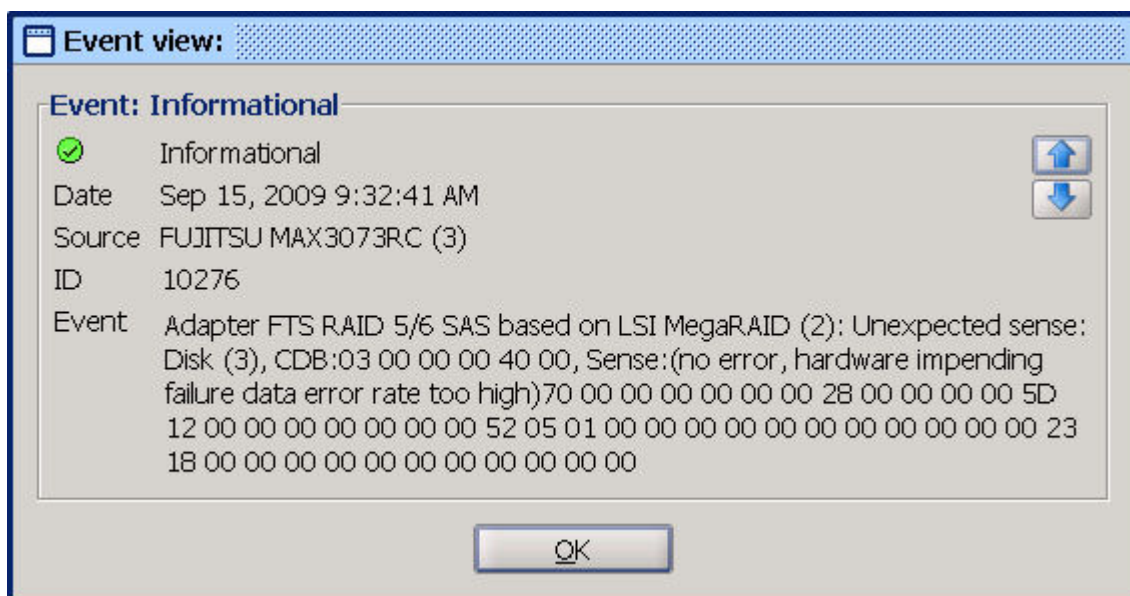 Event view:
Event: Informational
Informational
Date Sep 15, 2009 9:32:41 AM
Source FUJITSU MAX3073RC (3)
ID 10276
Event Adapter FTS RAID 5/6 SAS based on LSI MegaRAID (2): Unexpected sense:
Disk (3), CDB:03 00 00 00 40 00, Sense:(no error, hardware impending
failure data error rate too high)70 00 00 00 00 00 00 28 00 00 00 00 5D
12 00 00 00 00 00 00 00 52 05 01 00 00 00 00 00 00 00 00 00 00 00 23
18 00 00 00 00 00 00 00 00 00 00 00
OK